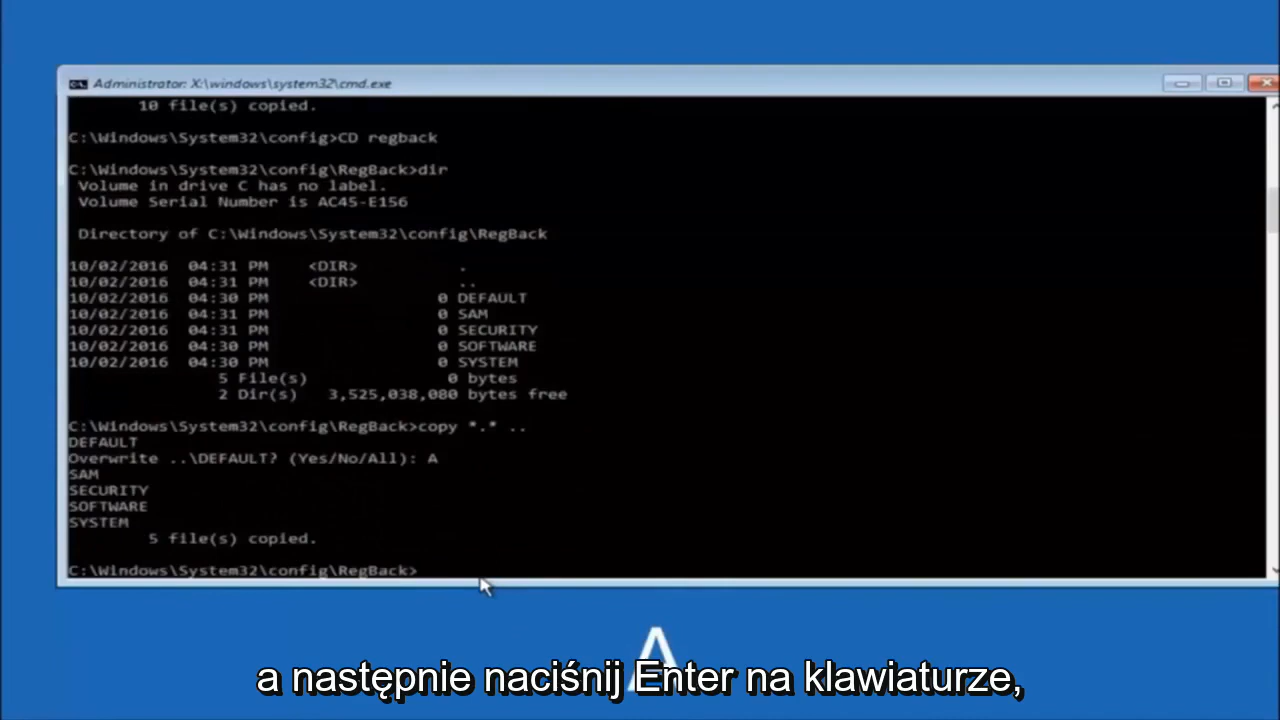 Administrator: X:\windows\system32\cmd.exe
10 file(s) copied.
C:\Windows\System32\config>CD regback
C:\Windows\System32\config\RegBack>dir
Volume in drive C has no label.
Volume Serial Number is AC45-E156
Directory of C:\Windows\System32\config\RegBack
10/02/2016 04:31 PM <DIR> .
10/02/2016 04:31 PM <DIR> ..
10/02/2016 04:30 PM 0 DEFAULT
10/02/2016 04:31 PM 0 SAM
10/02/2016 04:31 PM 0 SECURITY
10/02/2016 04:30 PM 0 SOFTWARE
10/02/2016 04:30 PM 0 SYSTEM
5 File(s) 0 bytes
2 Dir(s) 3,525,038,080 bytes free
C:\Windows\System32\config\RegBack>copy *.* ..
DEFAULT
Overwrite ..\DEFAULT? (Yes/No/All): A
SAM
SECURITY
SOFTWARE
SYSTEM
5 file(s) copied.
C:\Windows\System32\config\RegBack>
A
a następnie naciśnij Enter na klawiaturze,